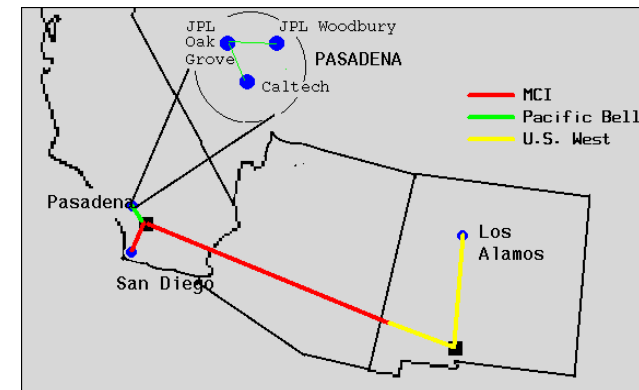 JPL
JPL Woodbury
Oak
Grove
PASADENA
Caltech
MCI
Pacific Bell
U.S. West
Pasadena
Los
Alamos
San Diego